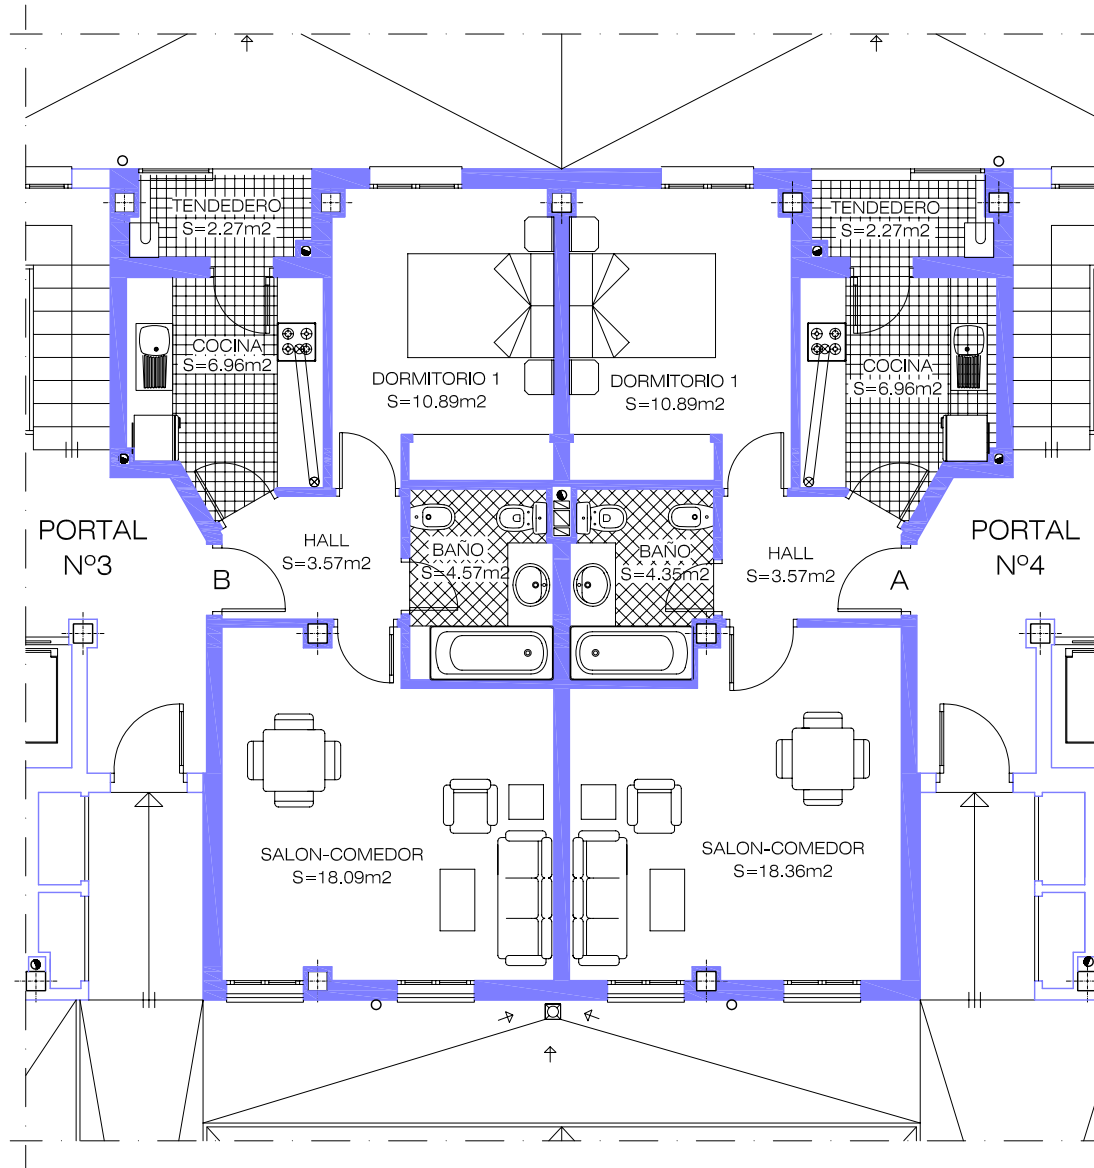 TENDEDERO
S=2.27m2
TENDEDERO
S=2.27m2
COCINA
S=6.96m2
COCINA
S=6.96m2
DORMITORIO 1
S=10.89m2
DORMITORIO 1
S=10.89m2
PORTAL
Nº3
B
HALL
S=3.57m2
BAÑO
S=4.57m2
BAÑO
S=4.35m2
HALL
S=3.57m2
A
PORTAL
Nº4
SALON-COMEDOR
S=18.09m2
SALON-COMEDOR
S=18.36m2